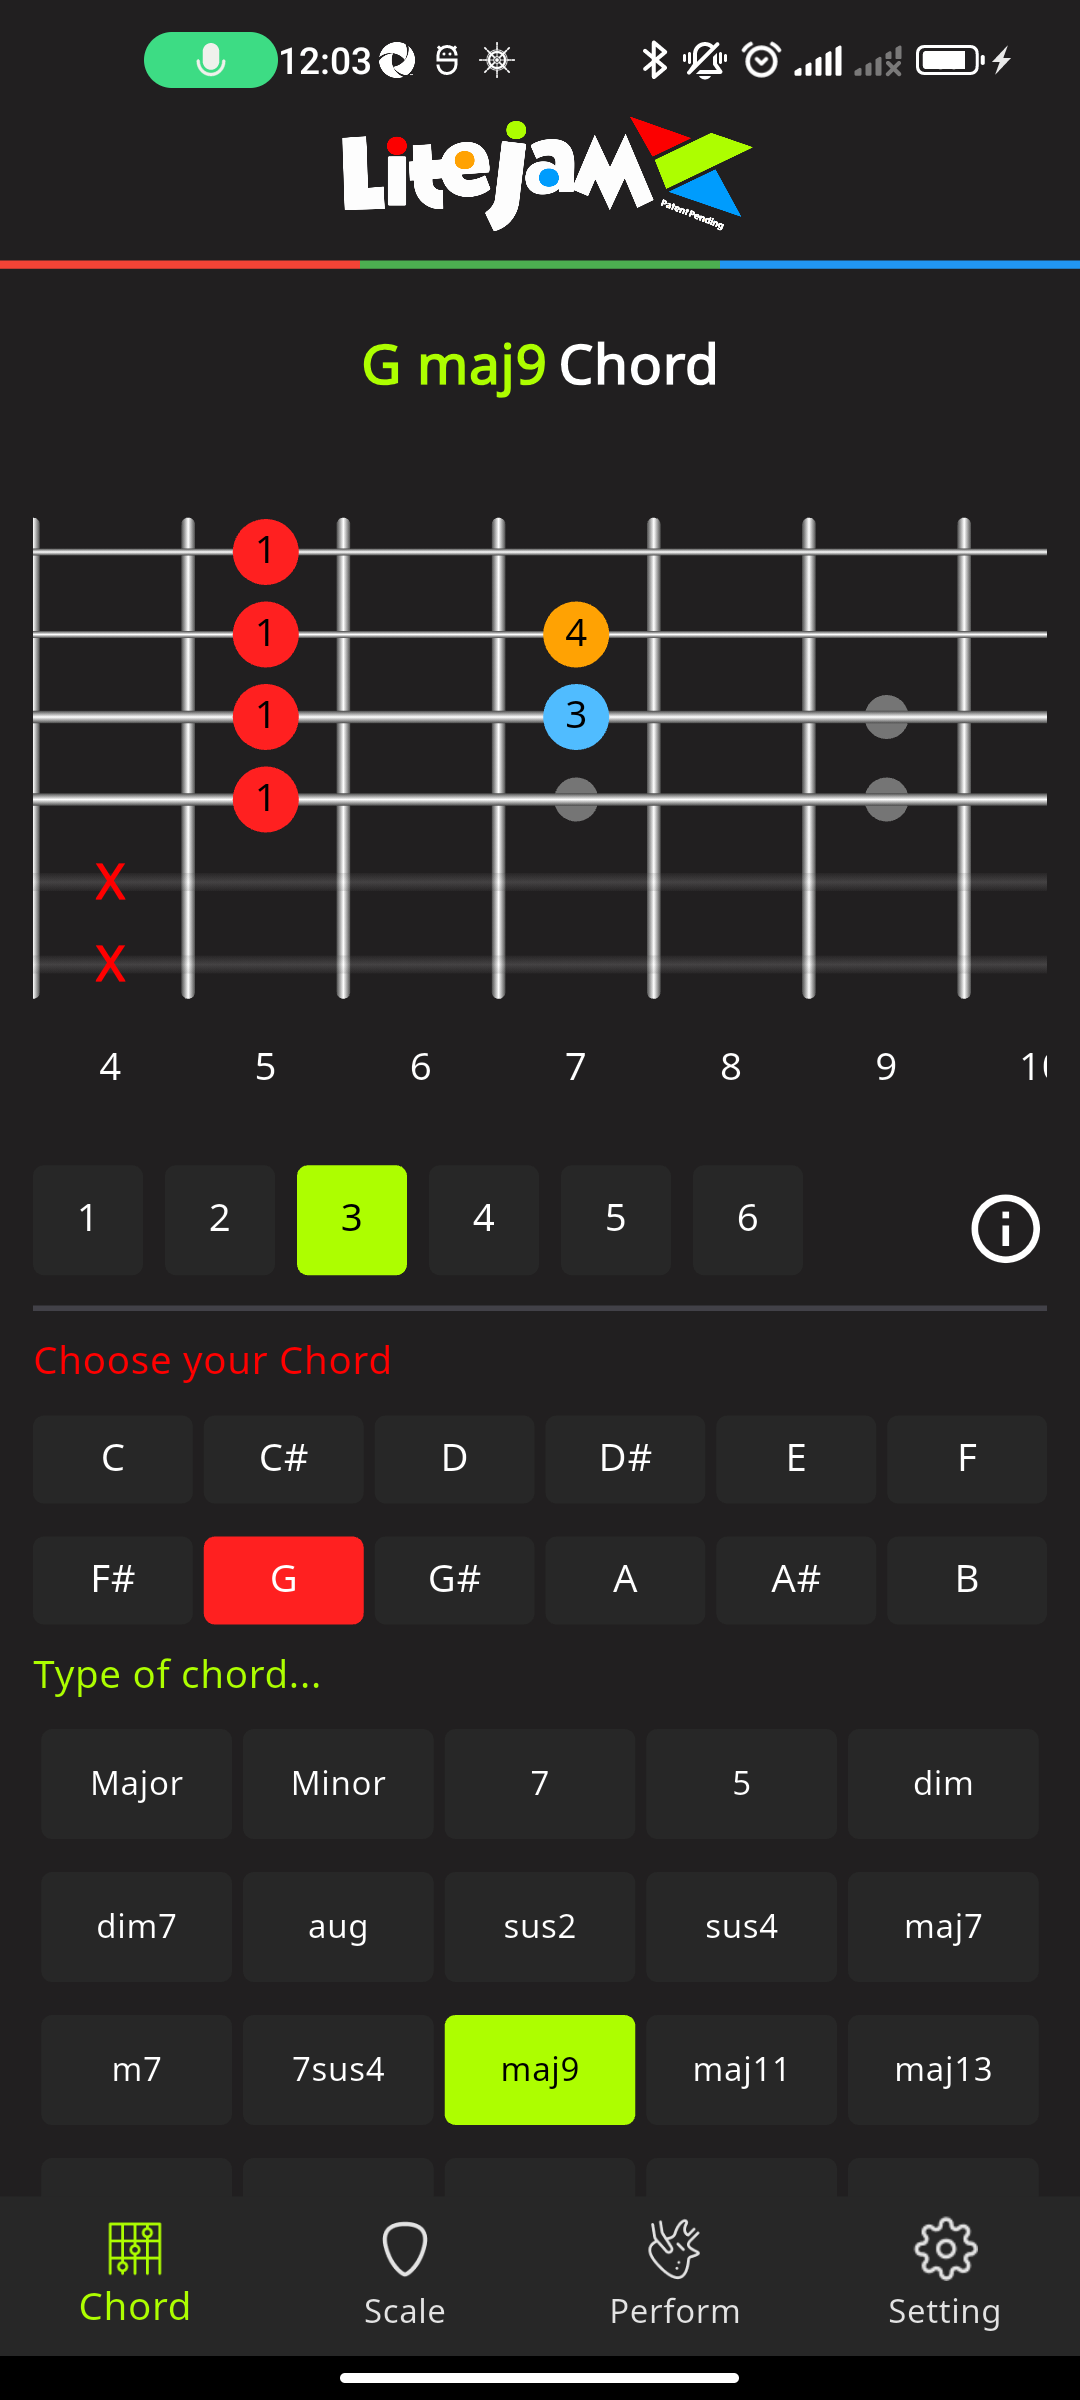 12:03
Litejam
Patent Pending
G maj9 Chord
1
1 4
1 3
1
X
X
4 5 6 7 8 9 10
1 2 3 4 5 6
Choose your Chord
C C# D D# E F
F# G G# A A# B
Type of chord...
Major Minor 7 5 dim
dim7 aug sus2 sus4 maj7
m7 7sus4 maj9 maj11 maj13
Chord Scale Perform Setting